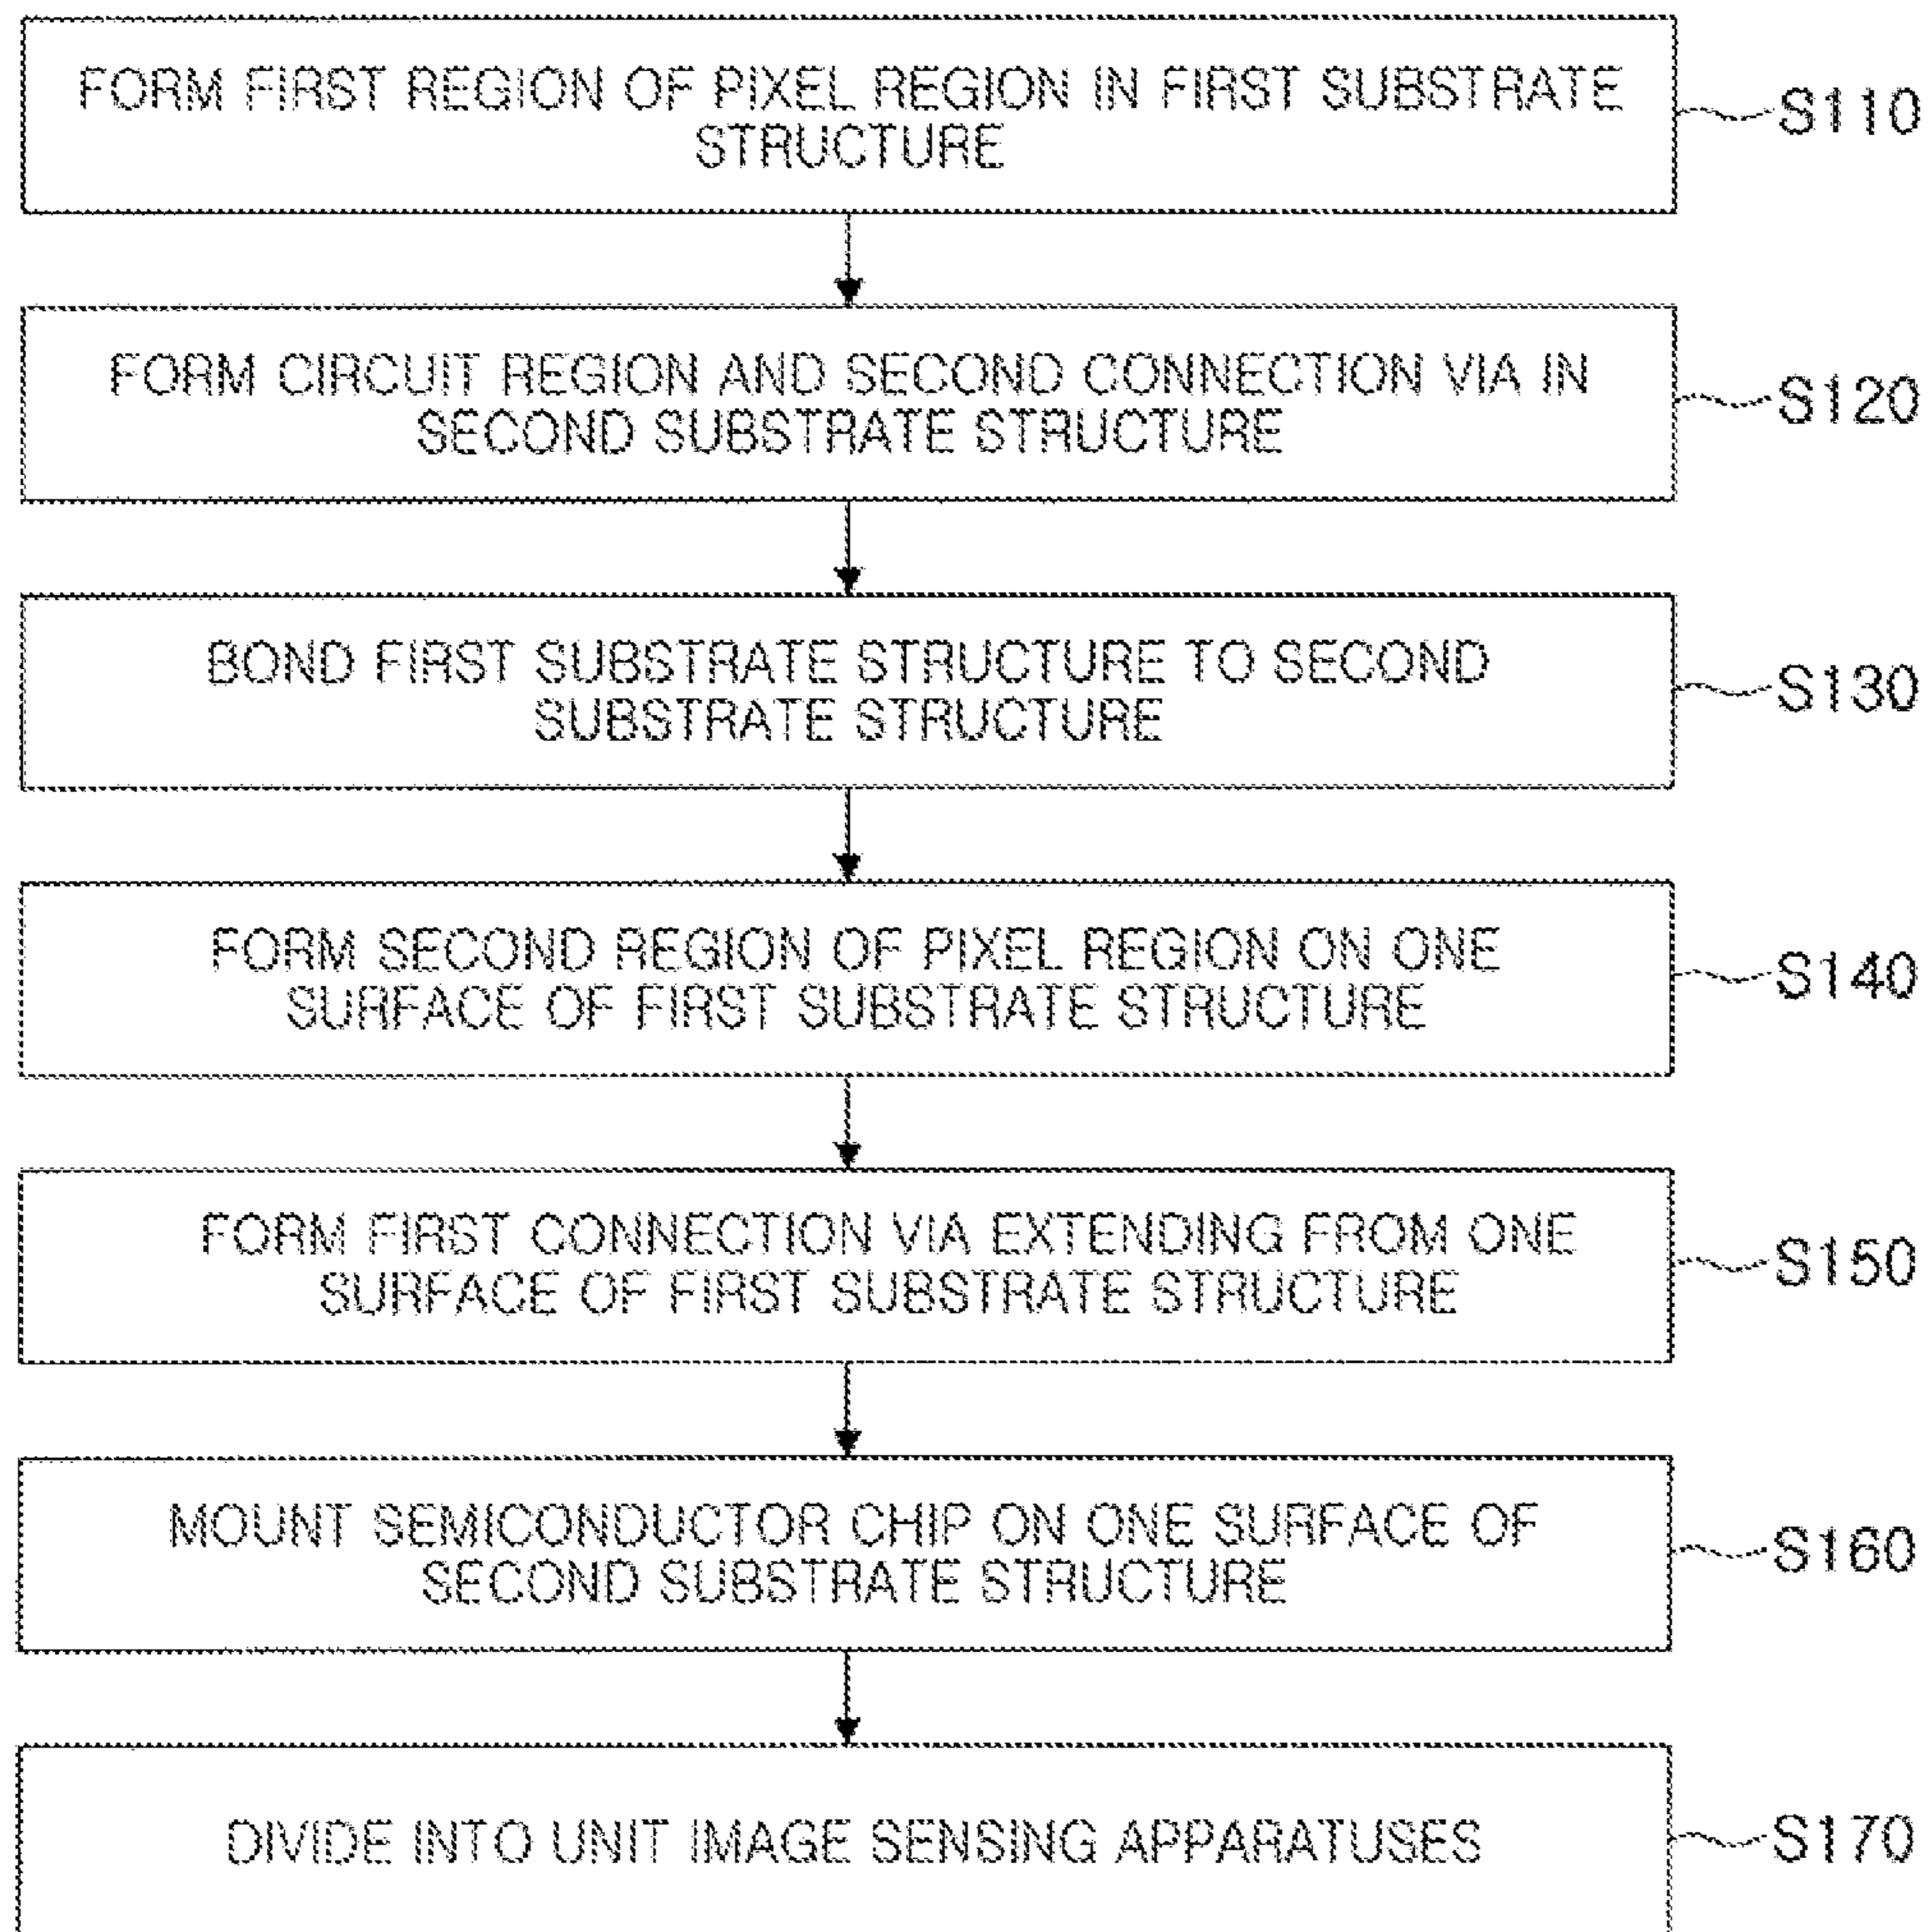 FORM FIRST REGION OF PIXEL REGION IN FIRST SUBSTRATE
STRUCTURE
S110
FORM CIRCUIT REGION AND SECOND CONNECTION VIA IN
SECOND SUBSTRATE STRUCTURE
S120
BOND FIRST SUBSTRATE STRUCTURE TO SECOND
SUBSTRATE STRUCTURE
S130
FORM SECOND REGION OF PIXEL REGION ON ONE
SURFACE OF FIRST SUBSTRATE STRUCTURE
S140
FORM FIRST CONNECTION VIA EXTENDING FROM ONE
SURFACE OF FIRST SUBSTRATE STRUCTURE
S150
MOUNT SEMICONDUCTOR CHIP ON ONE SURFACE OF
SECOND SUBSTRATE STRUCTURE
S160
DIVIDE INTO UNIT IMAGE SENSING APPARATUSES
S170